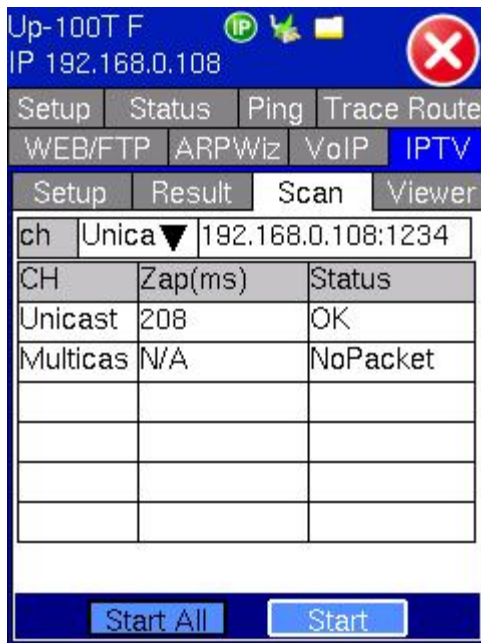 Up-100T F IP
IP 192.168.0.108
Setup Status Ping Trace Route
WEB/FTP ARPWiz VoIP IPTV
Setup Result Scan Viewer
ch Unica 192.168.0.108:1234
CH Zap(ms) Status
Unicast 208 OK
Multicas N/A NoPacket
Start All Start